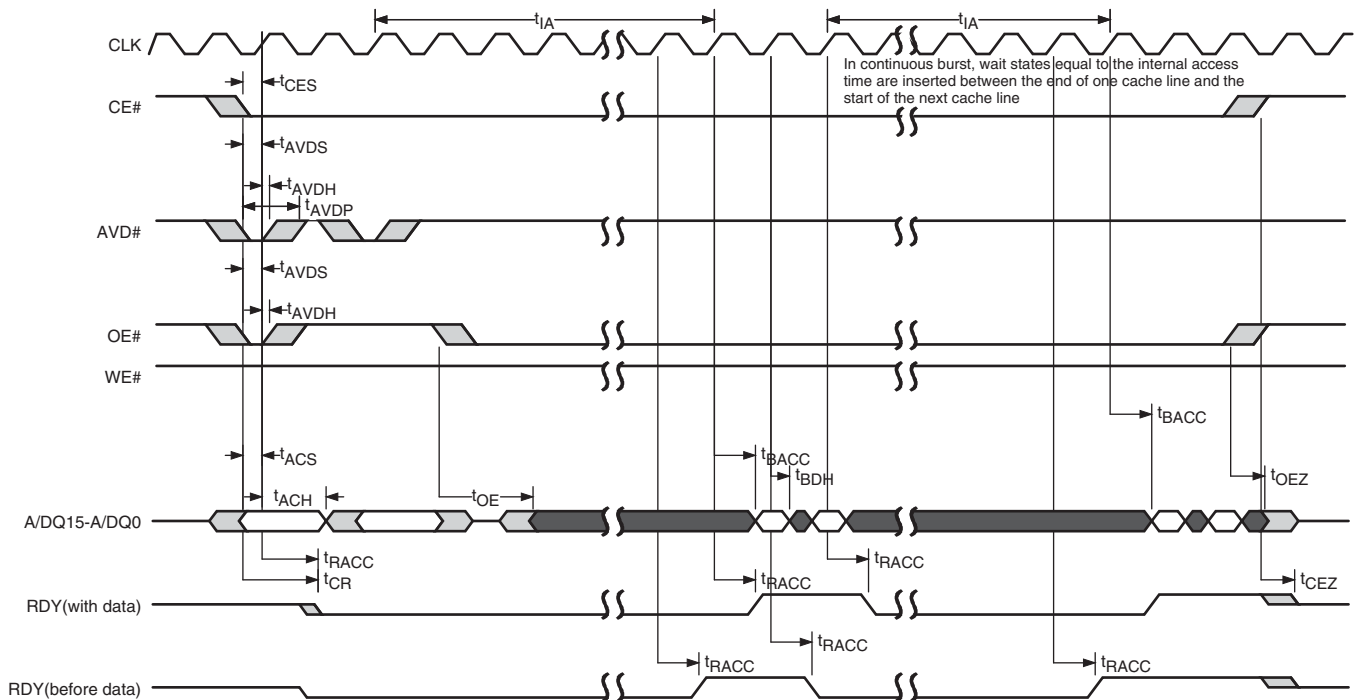 tIA
tIA
CLK
In continuous burst, wait states equal to the internal access
time are inserted between the end of one cache line and the
start of the next cache line
tCES
CE#
tAVDS
tAVDH
tAVDP
AVD#
tAVDS
tAVDH
OE#
WE#
tBACC
tACS
tBACC
tBDH
tOEZ
tACH
tOE
A/DQ15-A/DQ0
tRACC
tRACC
tCR
tRACC
tCEZ
RDY(with data)
tRACC
tRACC
tRACC
RDY(before data)